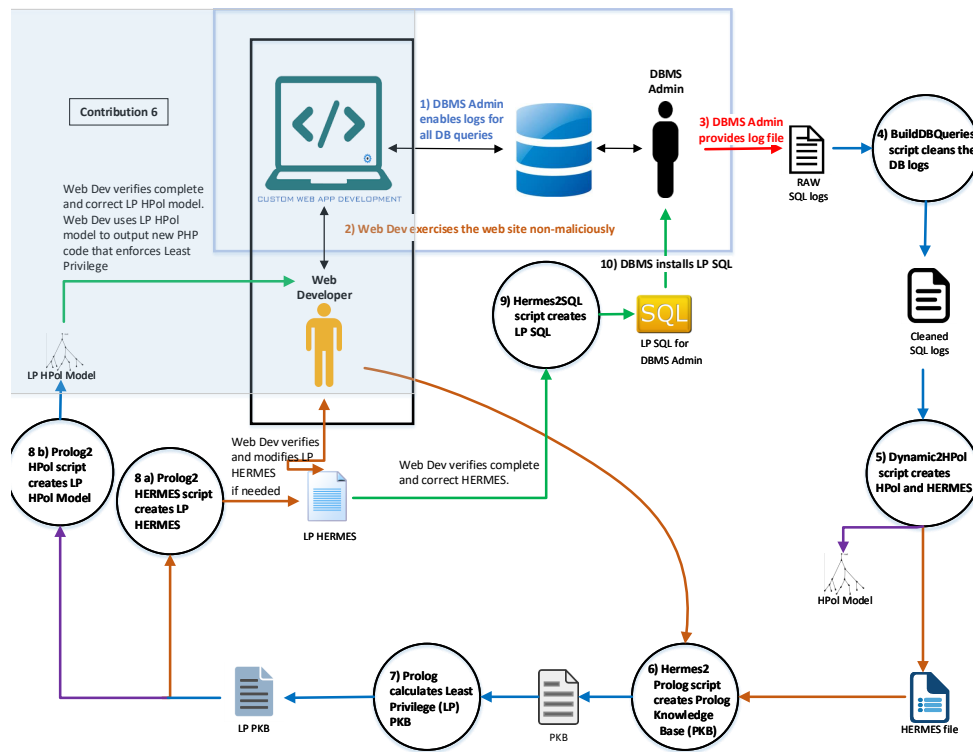 Contribution 6
CUSTOM WEB APP DEVELOPMENT
1) DBMS Admin
enables logs for
all DB queries
DBMS
Admin
3) DBMS Admin
provides log file
RAW
SQL logs
4) BuildDBQueries
script cleans the
DB logs
Web Dev verifies complete
and correct LP HPol model.
Web Dev uses LP HPol
model to output new PHP
code that enforces Least
Privilege
2) Web Dev exercises the web site non-maliciously
Web
Developer
10) DBMS installs LP SQL
9) Hermes2SQL
script creates
LP SQL
SQL
LP SQL for
DBMS Admin
Cleaned
SQL logs
LP HPol Model
8 b) Prolog2
HPol script
creates LP
HPol Model
8 a) Prolog2
HERMES script
creates LP
HERMES
Web Dev verifies
and modifies LP
HERMES
if needed
LP HERMES
Web Dev verifies complete
and correct HERMES.
5) Dynamic2HPol
script creates
HPol and HERMES
HPol Model
LP PKB
7) Prolog
calculates Least
Privilege (LP)
PKB
PKB
6) Hermes2
Prolog script
creates Prolog
Knowledge
Base (PKB)
HERMES file